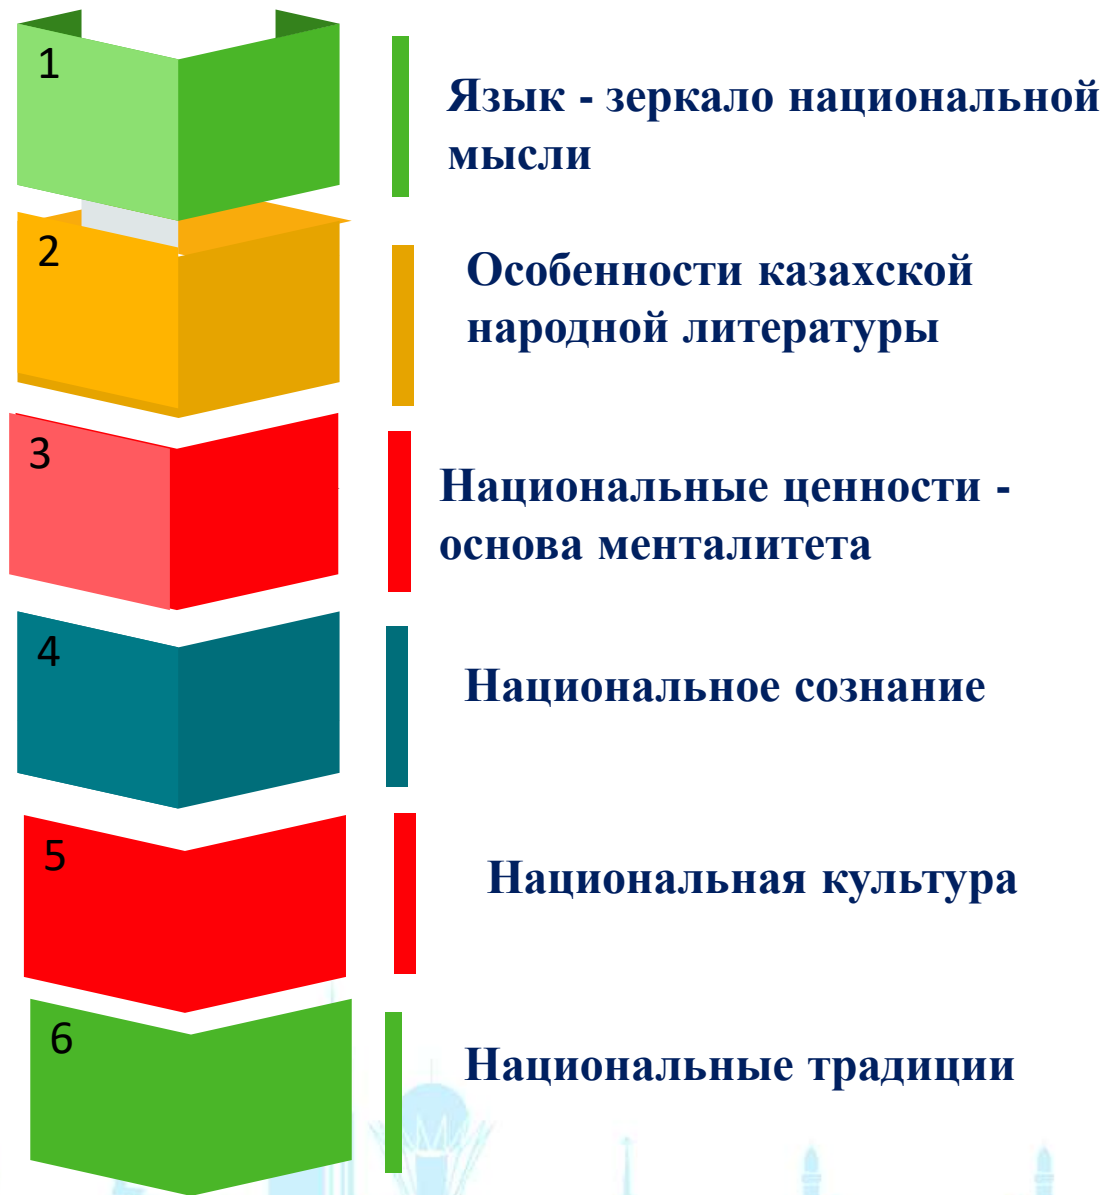 1
Язык - зеркало национальной
мысли
2
Особенности казахской
народной литературы
3
Национальные ценности -
основа менталитета
4
Национальное сознание
5
Национальная культура
6
Национальные традиции